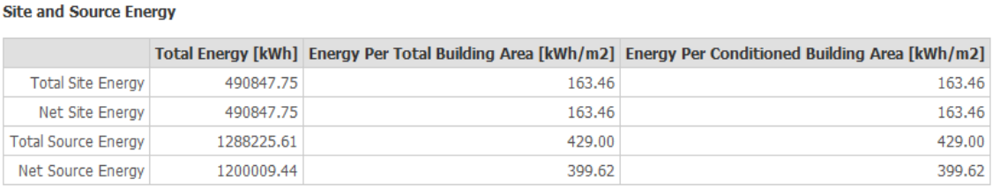 Site and Source Energy
Total Energy [kWh] Energy Per Total Building Area [kWh/m2] Energy Per Conditioned Building Area [kWh/m2]
Total Site Energy 490847.75 163.46 163.46
Net Site Energy 490847.75 163.46 163.46
Total Source Energy 1288225.61 429.00 429.00
Net Source Energy 1200009.44 399.62 399.62